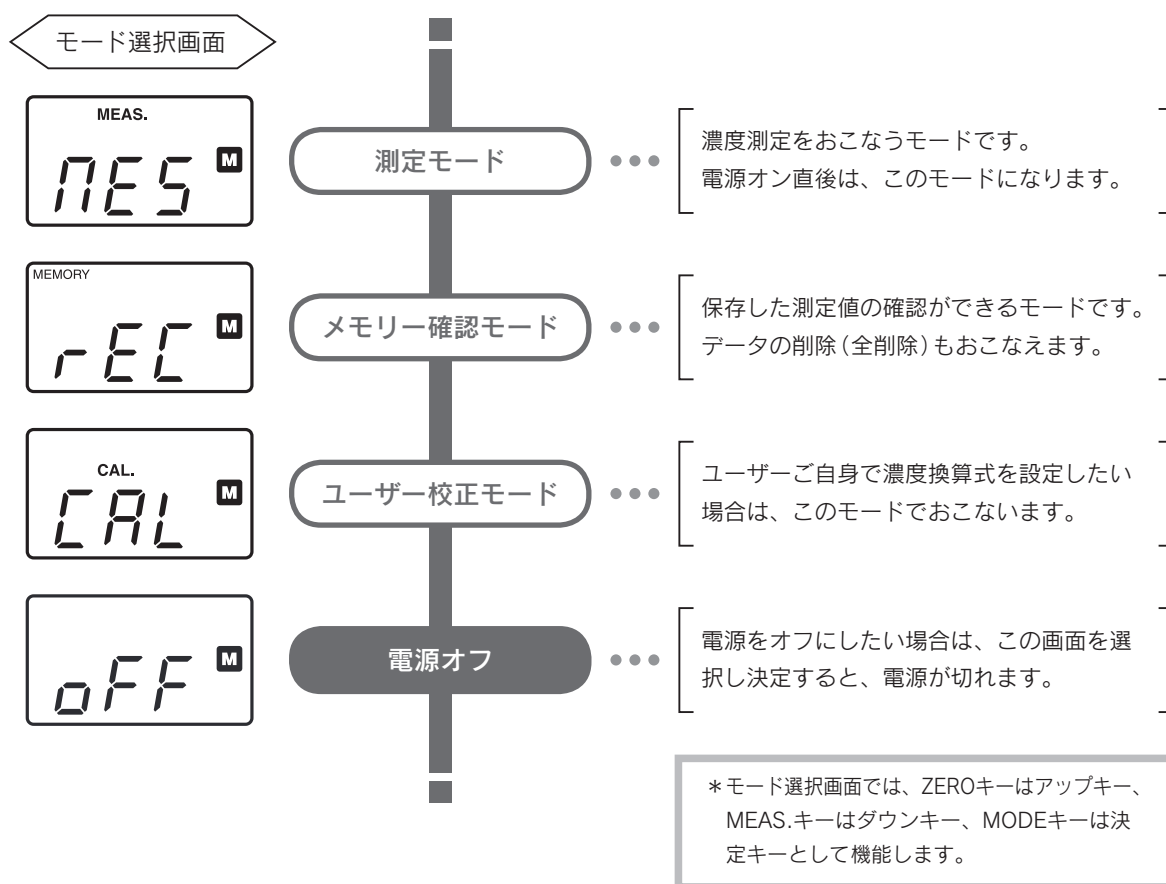 モード選択画面
MEAS.
MES M
測定モード
濃度測定をおこなうモードです。
電源オン直後は、このモードになります。
MEMORY
rEC M
メモリー確認モード
保存した測定値の確認ができるモードです。
データの削除(全削除)もおこなえます。
CAL.
CAL M
ユーザー校正モード
ユーザーご自身で濃度換算式を設定したい
場合は、このモードでおこないます。
oFF M
電源オフ
電源をオフにしたい場合は、この画面を選
択し決定すると、電源が切れます。
＊モード選択画面では、ZEROキーはアップキー、
MEAS.キーはダウンキー、MODEキーは決
定キーとして機能します。